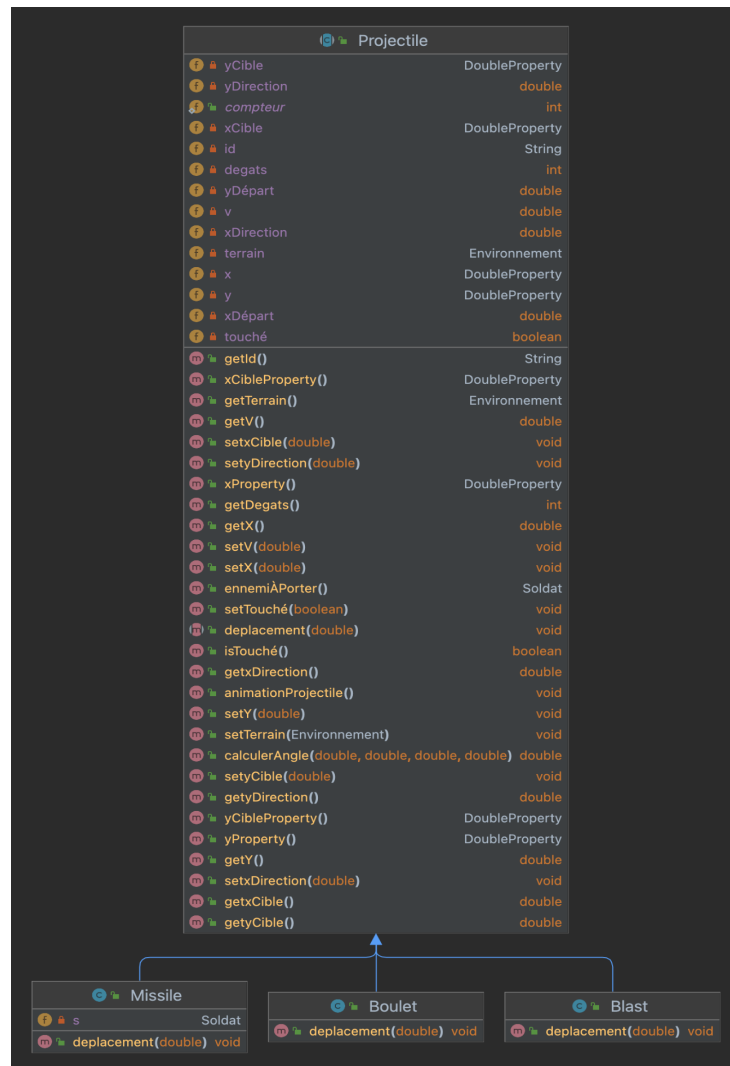 Projectile
yCible DoubleProperty
yDirection double
compteur int
xCible DoubleProperty
id String
degats int
yDépart double
v double
xDirection double
terrain Environnement
x DoubleProperty
y DoubleProperty
xDépart double
touché boolean
getId() String
xCibleProperty() DoubleProperty
getTerrain() Environnement
getV() double
setxCible(double) void
setyDirection(double) void
xProperty() DoubleProperty
getDegats() int
getX() double
setV(double) void
setX(double) void
ennemiÀPorter() Soldat
setTouché(boolean) void
deplacement(double) void
isTouché() boolean
getxDirection() double
animationProjectile() void
setY(double) void
setTerrain(Environnement) void
calculerAngle(double, double, double, double) double
setyCible(double) void
getyDirection() double
yCibleProperty() DoubleProperty
yProperty() DoubleProperty
getY() double
setxDirection(double) void
getxCible() double
getyCible() double
Missile
s Soldat
deplacement(double) void
Boulet
deplacement(double) void
Blast
deplacement(double) void